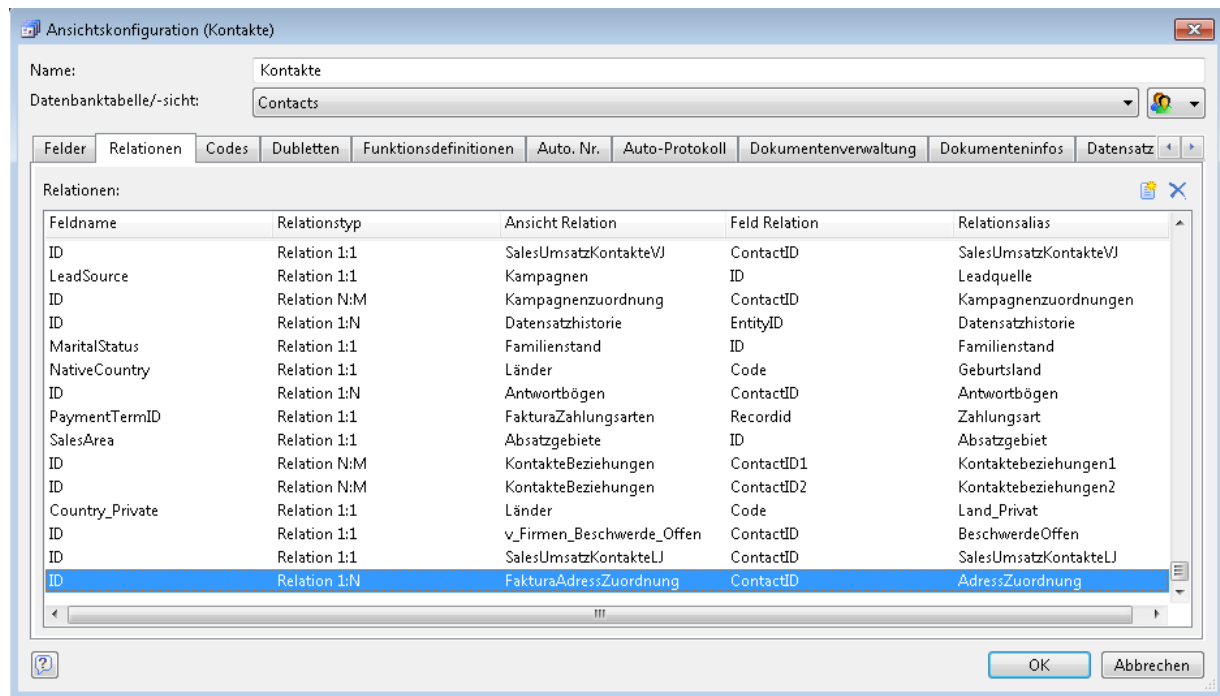 Ansichtskonfiguration (Kontakte)
Name: Kontakte
Datenbanktabelle/-sicht: Contacts
Felder Relationen Codes Dubletten Funktionsdefinitionen Auto. Nr. Auto-Protokoll Dokumentenverwaltung Dokumenteninfos Datensatz
Relationen:
Feldname Relationstyp Ansicht Relation Feld Relation Relationsalias
ID Relation 1:1 SalesUmsatzKontakteVJ ContactID SalesUmsatzKontakteVJ
LeadSource Relation 1:1 Kampagnen ID Leadquelle
ID Relation N:M Kampagnenzuordnung ContactID Kampagnenzuordnungen
ID Relation 1:N Datensatzhistorie EntityID Datensatzhistorie
MaritalStatus Relation 1:1 Familienstand ID Familienstand
NativeCountry Relation 1:1 Länder Code Geburtsland
ID Relation 1:N Antwortbögen ContactID Antwortbögen
PaymentTermID Relation 1:1 FakturaZahlungsarten Recordid Zahlungsart
SalesArea Relation 1:1 Absatzgebiete ID Absatzgebiet
ID Relation N:M KontakteBeziehungen ContactID1 Kontaktebeziehungen1
ID Relation N:M KontakteBeziehungen ContactID2 Kontaktebeziehungen2
Country_Private Relation 1:1 Länder Code Land_Privat
ID Relation 1:1 v_Firmen_Beschwerde_Offen ContactID BeschwerdeOffen
ID Relation 1:1 SalesUmsatzKontakteLJ ContactID SalesUmsatzKontakteLJ
ID Relation 1:N FakturaAdressZuordnung ContactID AdressZuordnung
OK Abbrechen